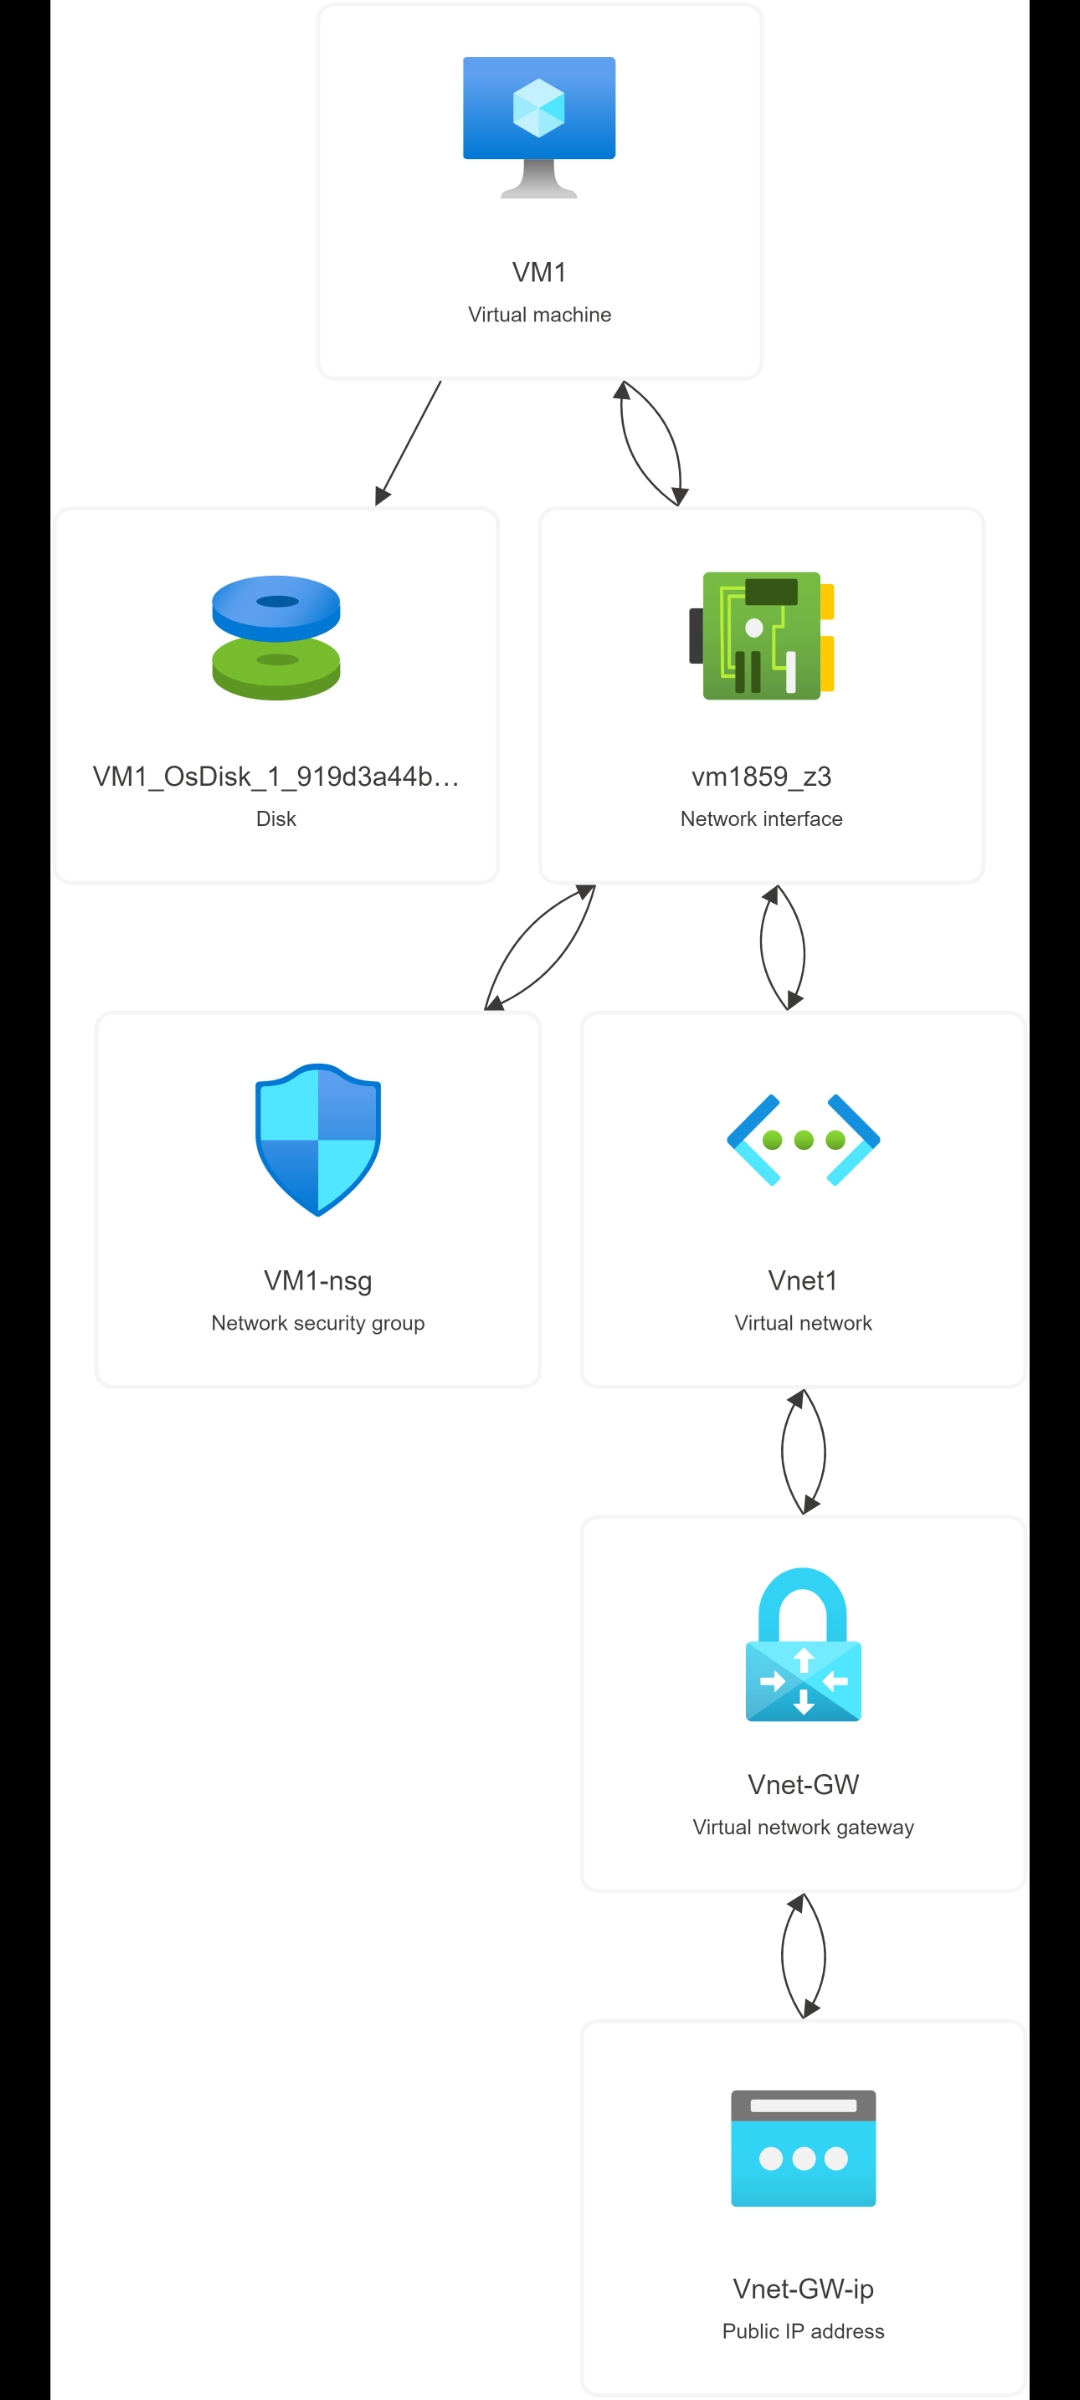 VM1
Virtual machine
VM1_OsDisk_1_919d3a44b...
Disk
vm1859_z3
Network interface
VM1-nsg
Network security group
Vnet1
Virtual network
Vnet-GW
Virtual network gateway
Vnet-GW-ip
Public IP address